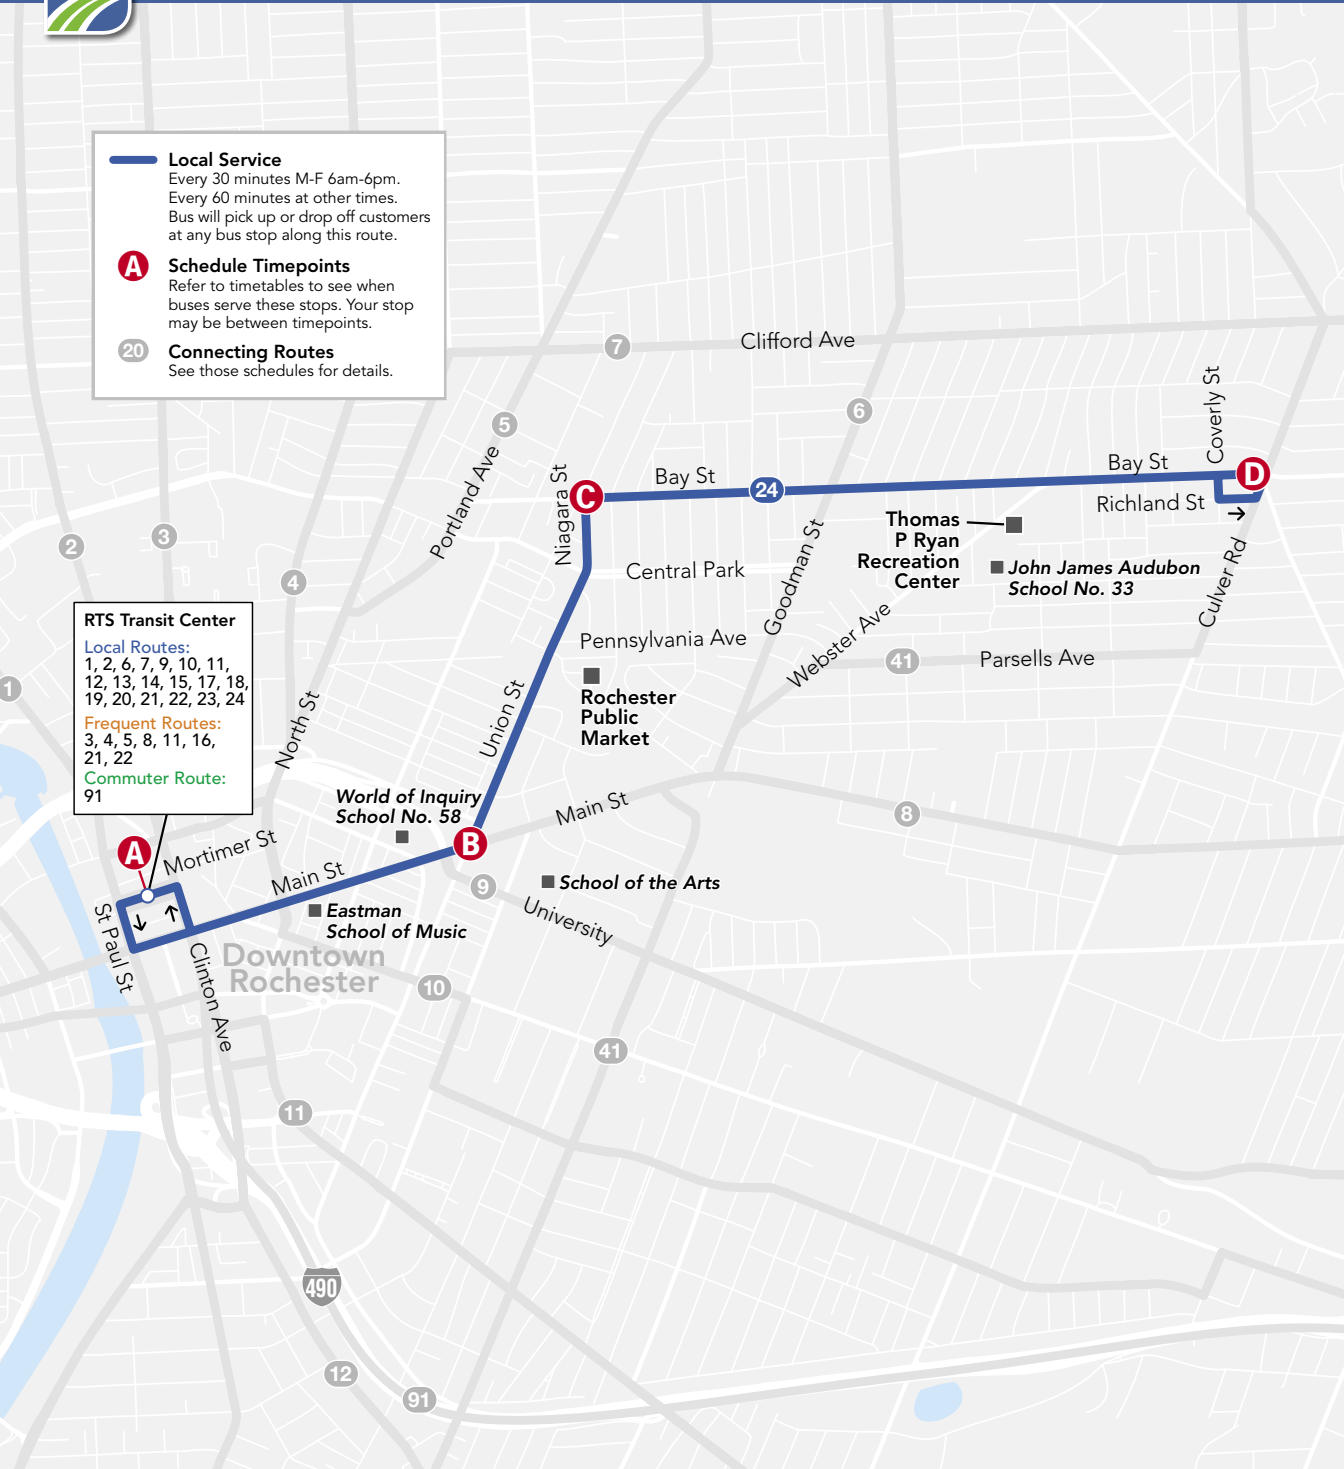 Local Service
Every 30 minutes M-F 6am-6pm.
Every 60 minutes at other times.
Bus will pick up or drop off customers
at any bus stop along this route.
A
Schedule Timepoints
Refer to timetables to see when
buses serve these stops. Your stop
may be between timepoints.
20
Connecting Routes
See those schedules for details.
7
Clifford Ave
5
6
Coverly St
Portland Ave
Niagara St
C
Bay St
24
Bay St
D
Richland St
→
2
3
4
Thomas
P Ryan
Recreation
Center
John James Audubon
School No. 33
Goodman St
Culver Rd
Central Park
Pennsylvania Ave
Webster Ave
41
Parsells Ave
RTS Transit Center
Local Routes:
1, 2, 6, 7, 9, 10, 11,
12, 13, 14, 15, 17, 18,
19, 20, 21, 22, 23, 24
Frequent Routes:
3, 4, 5, 8, 11, 16,
21, 22
Commuter Route:
91
1
North St
Union St
Rochester
Public
Market
World of Inquiry
School No. 58
Main St
8
A
Mortimer St
B
Main St
9
School of the Arts
Eastman
School of Music
University
St Paul St
Clinton Ave
Downtown
Rochester
10
41
11
490
12
91